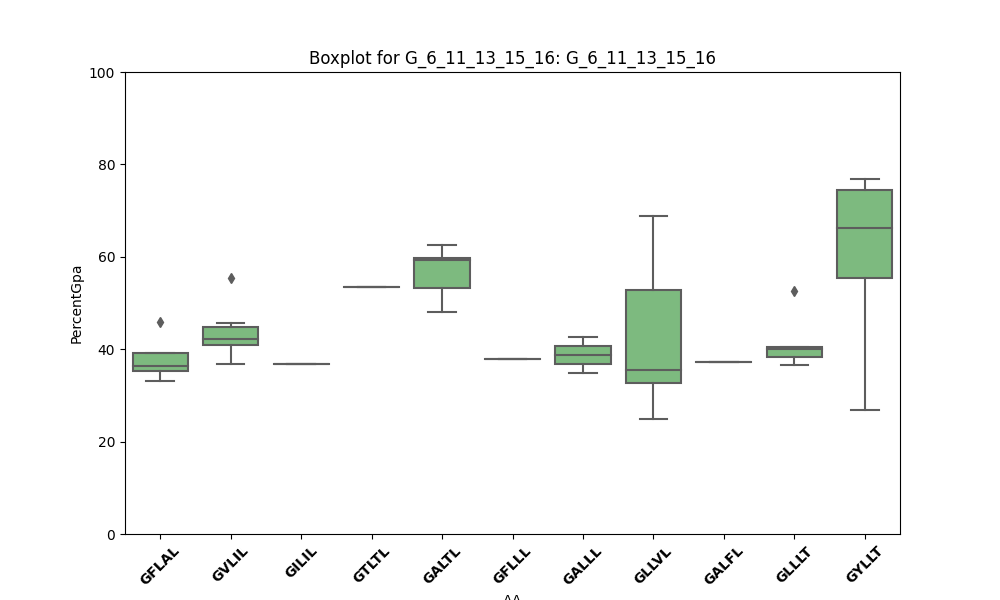 Boxplot for G_6_11_13_15_16: G_6_11_13_15_16
100
80
60
40
20
0
PercentGpa
GFLAL
GVLIL
GILIL
GTLTL
GALTL
GFLLL
GALLL
GLLVL
GALFL
GLLLT
GYLLT
AA